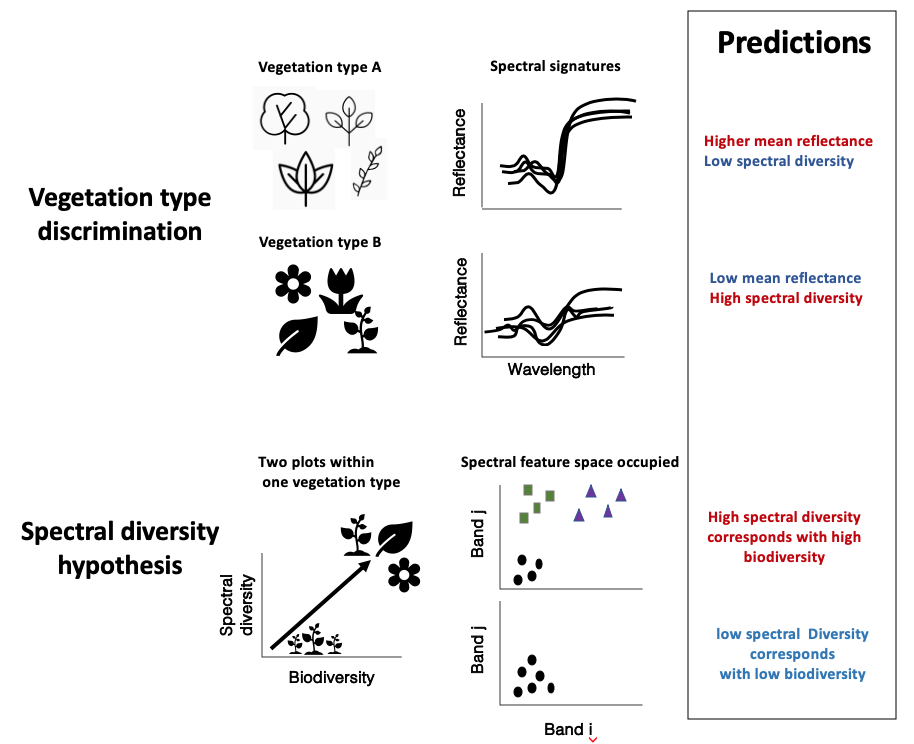 Predictions
Vegetation type A
Spectral signatures
Reflectance
Higher mean reflectance
Low spectral diversity
Vegetation type
discrimination
Vegetation type B
Reflectance
Wavelength
Low mean reflectance
High spectral diversity
Two plots within
one vegetation type
Spectral feature space occupied
Spectral diversity
hypothesis
Spectral
diversity
Biodiversity
Band j
High spectral diversity
corresponds with high
biodiversity
Band j
Band i
low spectral Diversity
corresponds
with low biodiversity